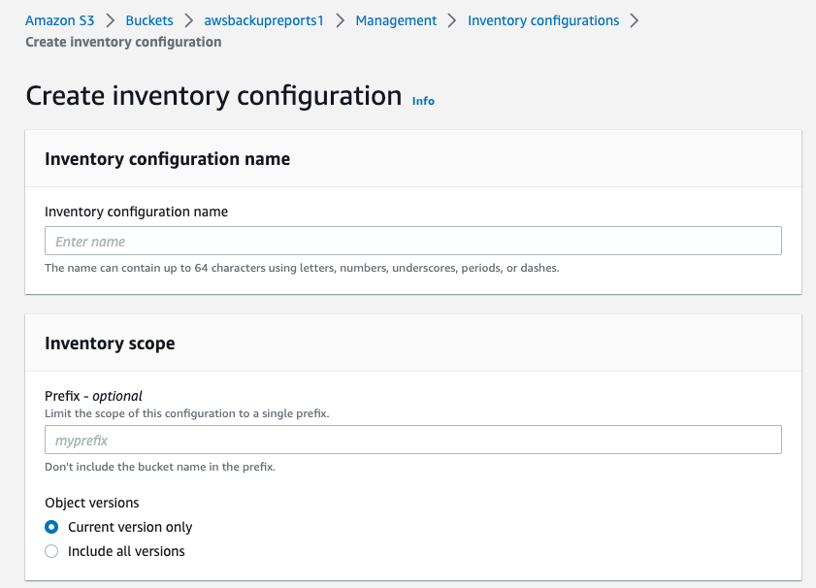 Amazon S3 > Buckets > awsbackupreports1 > Management > Inventory configurations >
Create inventory configuration
Create inventory configuration Info
Inventory configuration name
Inventory configuration name
Enter name
The name can contain up to 64 characters using letters, numbers, underscores, periods, or dashes.
Inventory scope
Prefix - optional
Limit the scope of this configuration to a single prefix.
myprefix
Don't include the bucket name in the prefix.
Object versions
Current version only
Include all versions